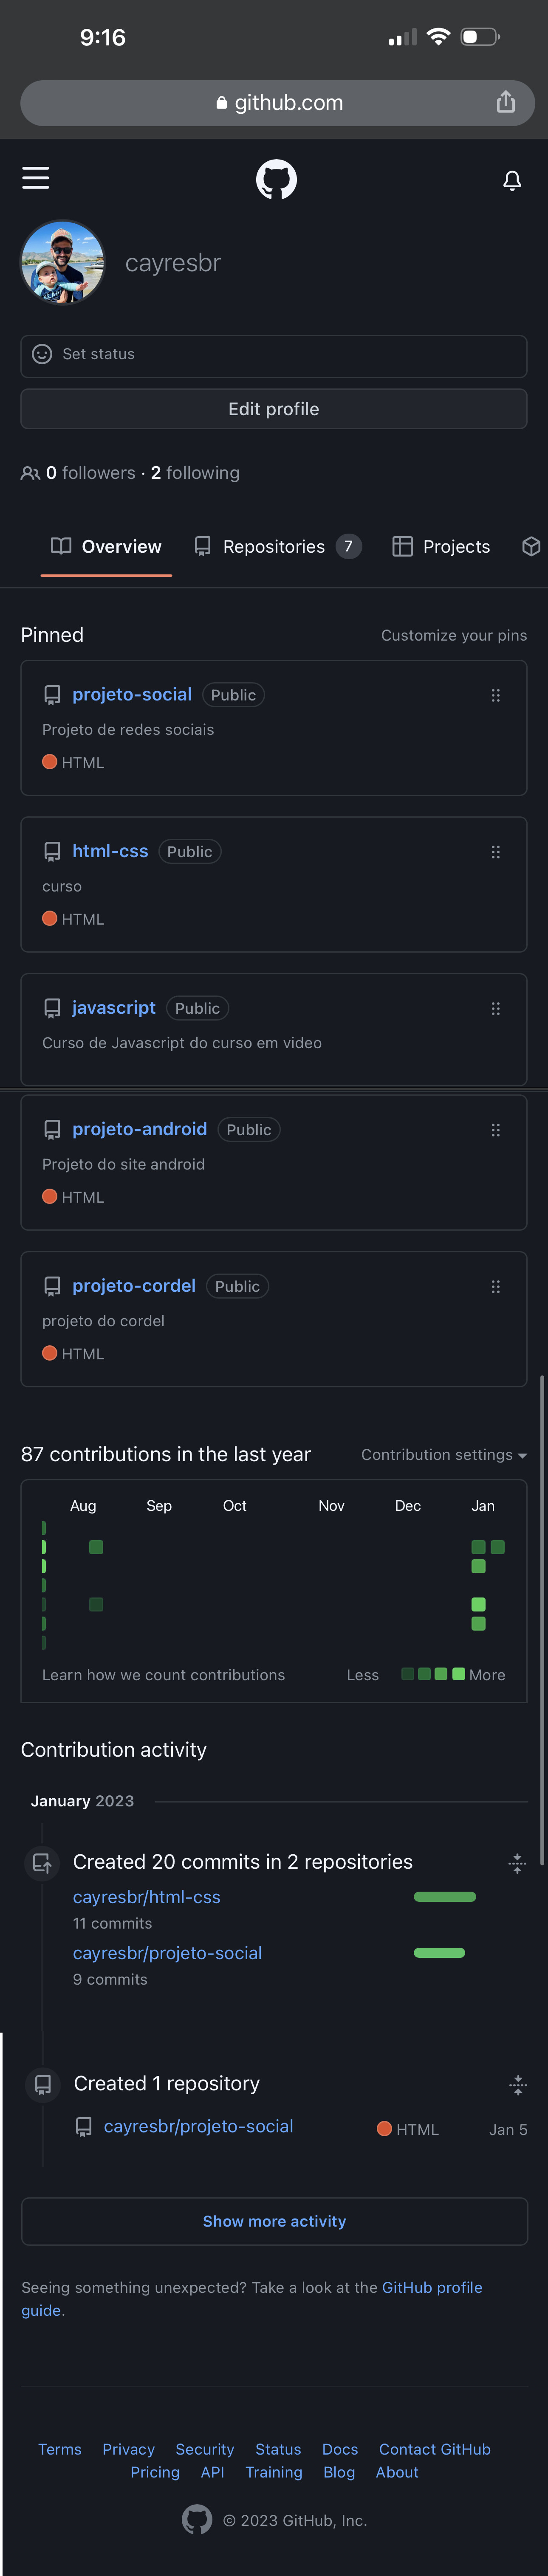 9:16
github.com
cayresbr
Set status
Edit profile
0 followers · 2 following
Overview Repositories 7 Projects
Pinned Customize your pins
projeto-social Public
Projeto de redes sociais
HTML
html-css Public
curso
HTML
javascript Public
Curso de Javascript do curso em video
projeto-android Public
Projeto do site android
HTML
projeto-cordel Public
projeto do cordel
HTML
87 contributions in the last year Contribution settings
Aug Sep Oct Nov Dec Jan
Learn how we count contributions Less More
Contribution activity
January 2023
Created 20 commits in 2 repositories
cayresbr/html-css
11 commits
cayresbr/projeto-social
9 commits
Created 1 repository
cayresbr/projeto-social HTML Jan 5
Show more activity
Seeing something unexpected? Take a look at the GitHub profile
guide.
Terms Privacy Security Status Docs Contact GitHub
Pricing API Training Blog About
© 2023 GitHub, Inc.